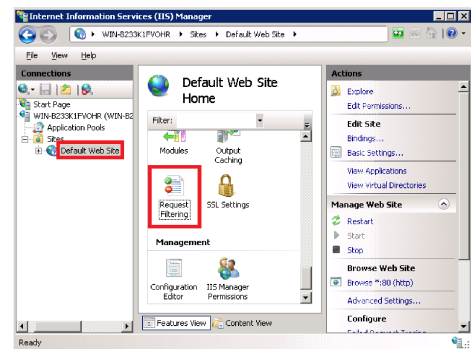 Internet Information Services (IIS) Manager
WIN-B233K1FVOHR ▸ Sites ▸ Default Web Site ▸
File View Help
Connections
Start Page
WIN-B233K1FVOHR (WIN-B2
Application Pools
Sites
Default Web Site
Default Web Site
Home
Filter:
Modules
Output
Caching
Request
Filtering
SSL Settings
Management
Configuration
Editor
IIS Manager
Permissions
Features View
Content View
Actions
Explore
Edit Permissions...
Edit Site
Bindings...
Basic Settings...
View Applications
View Virtual Directories
Manage Web Site
Restart
Start
Stop
Browse Web Site
Browse *:80 (http)
Advanced Settings...
Configure
Failed Request Tracing
Ready